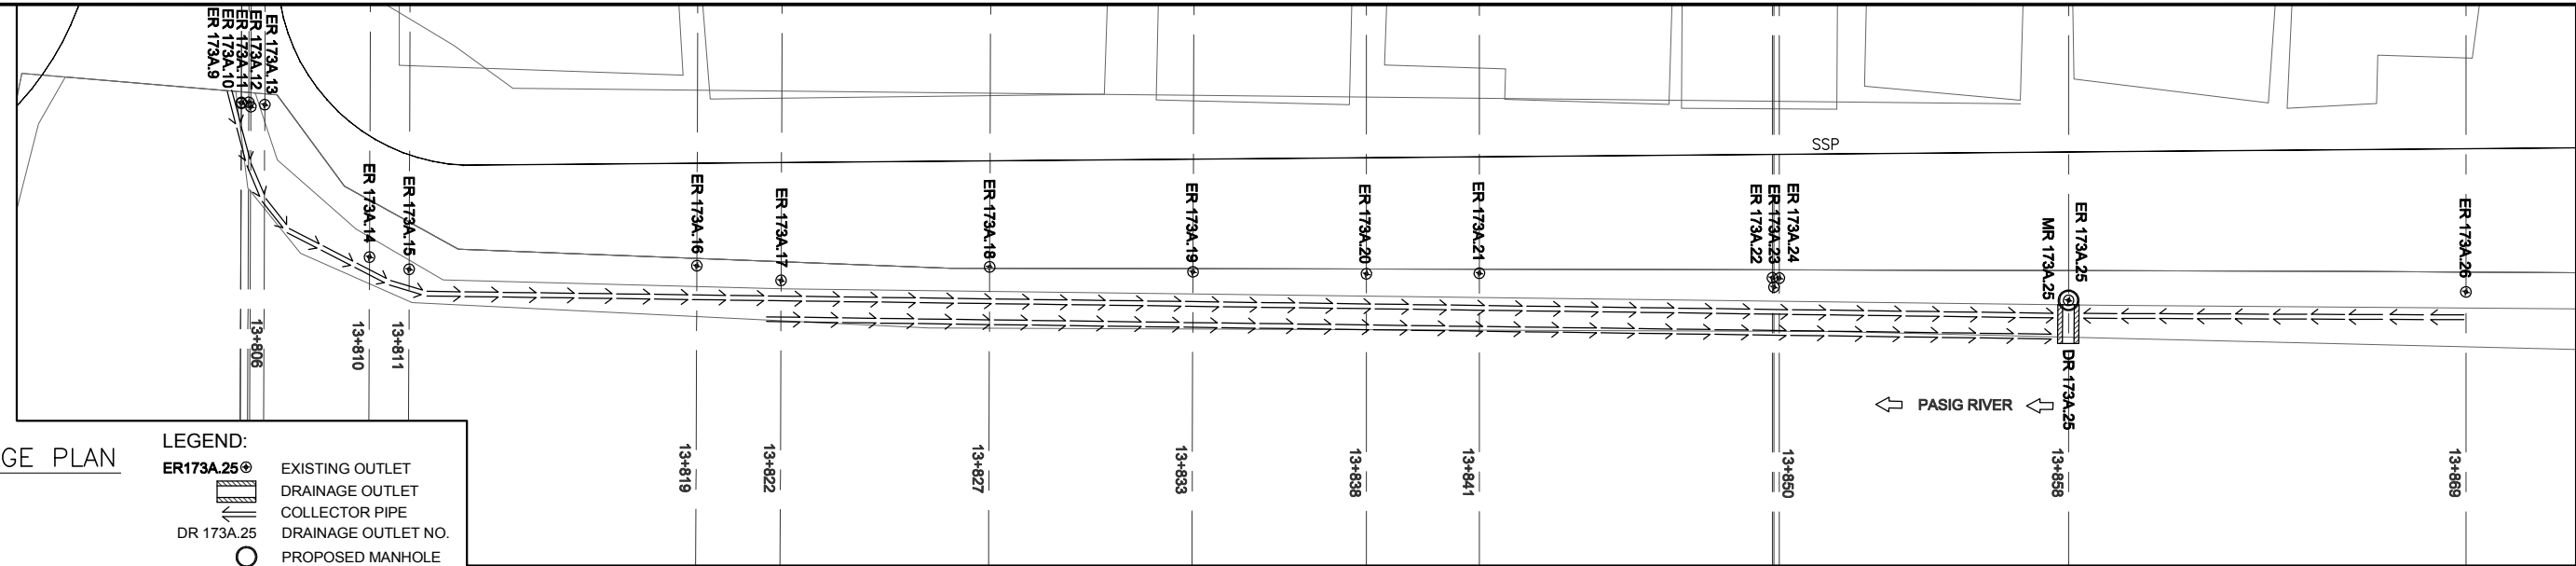 ER 173A.9
ER 173A.10
ER 173A.11
ER 173A.12
ER 173A.13
SSP
ER 173A.14
ER 173A.15
ER 173A.16
ER 173A.17
ER 173A.18
ER 173A.19
ER 173A.20
ER 173A.21
ER 173A.22
ER 173A.23
ER 173A.24
MR 173A.25
ER 173A.25
ER 173A.26
13+806
13+810
13+811
DR 173A.25
PASIG RIVER
13+819
13+822
13+827
13+833
13+838
13+841
13+850
13+858
13+869
GE PLAN
LEGEND:
ER173A.25 EXISTING OUTLET
DRAINAGE OUTLET
COLLECTOR PIPE
DR 173A.25 DRAINAGE OUTLET NO.
PROPOSED MANHOLE